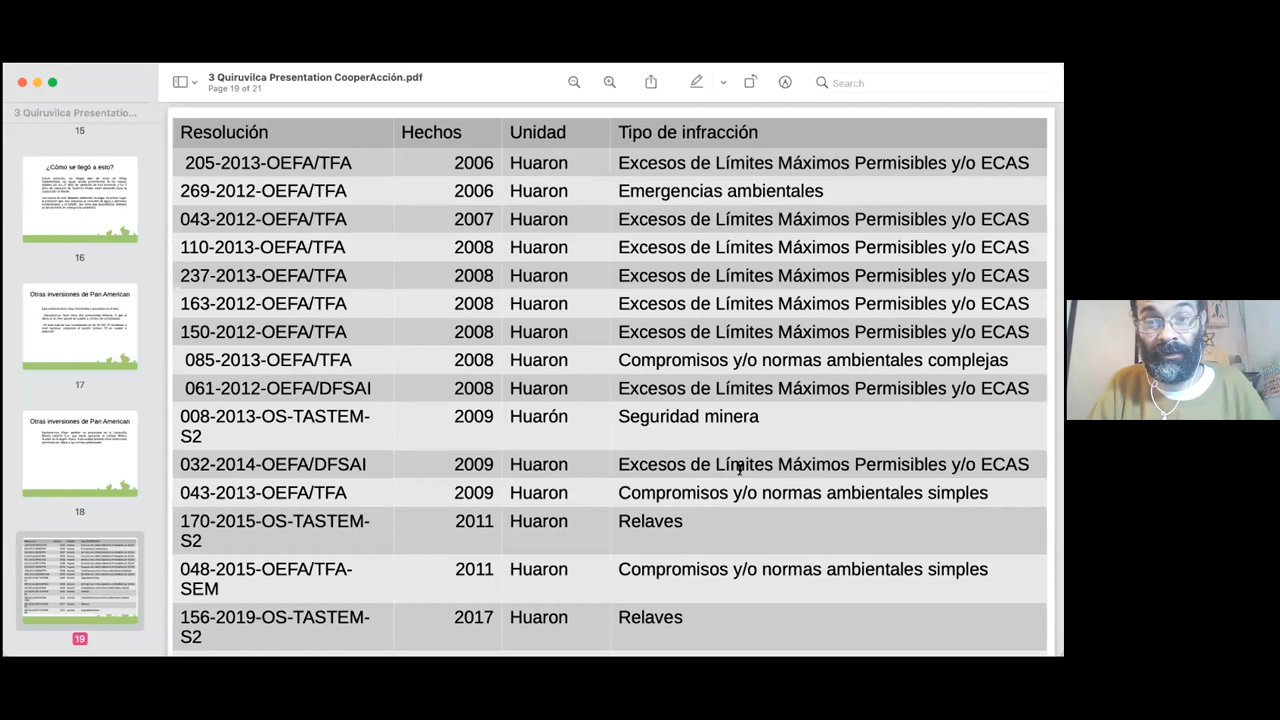 3 Quiruvilca Presentation CooperAcción.pdf
Page 19 of 21
Search
3 Quiruvilca Presentatio...
15
¿Cómo se llegó a esto?
16
Otras inversiones de Pan American
17
Otras inversiones de Pan American
18
19
Resolución Hechos Unidad Tipo de infracción
205-2013-OEFA/TFA 2006 Huaron Excesos de Límites Máximos Permisibles y/o ECAS
269-2012-OEFA/TFA 2006 Huaron Emergencias ambientales
043-2012-OEFA/TFA 2007 Huaron Excesos de Límites Máximos Permisibles y/o ECAS
110-2013-OEFA/TFA 2008 Huaron Excesos de Límites Máximos Permisibles y/o ECAS
237-2013-OEFA/TFA 2008 Huaron Excesos de Límites Máximos Permisibles y/o ECAS
163-2012-OEFA/TFA 2008 Huaron Excesos de Límites Máximos Permisibles y/o ECAS
150-2012-OEFA/TFA 2008 Huaron Excesos de Límites Máximos Permisibles y/o ECAS
085-2013-OEFA/TFA 2008 Huaron Compromisos y/o normas ambientales complejas
061-2012-OEFA/DFSAI 2008 Huaron Excesos de Límites Máximos Permisibles y/o ECAS
008-2013-OS-TASTEM- 2009 Huarón Seguridad minera
S2
032-2014-OEFA/DFSAI 2009 Huaron Excesos de Límites Máximos Permisibles y/o ECAS
043-2013-OEFA/TFA 2009 Huaron Compromisos y/o normas ambientales simples
170-2015-OS-TASTEM- 2011 Huaron Relaves
S2
048-2015-OEFA/TFA- 2012 Huaron Compromisos y/o normas ambientales simples
SEM
156-2019-OS-TASTEM- 2017 Huaron Relaves
S2